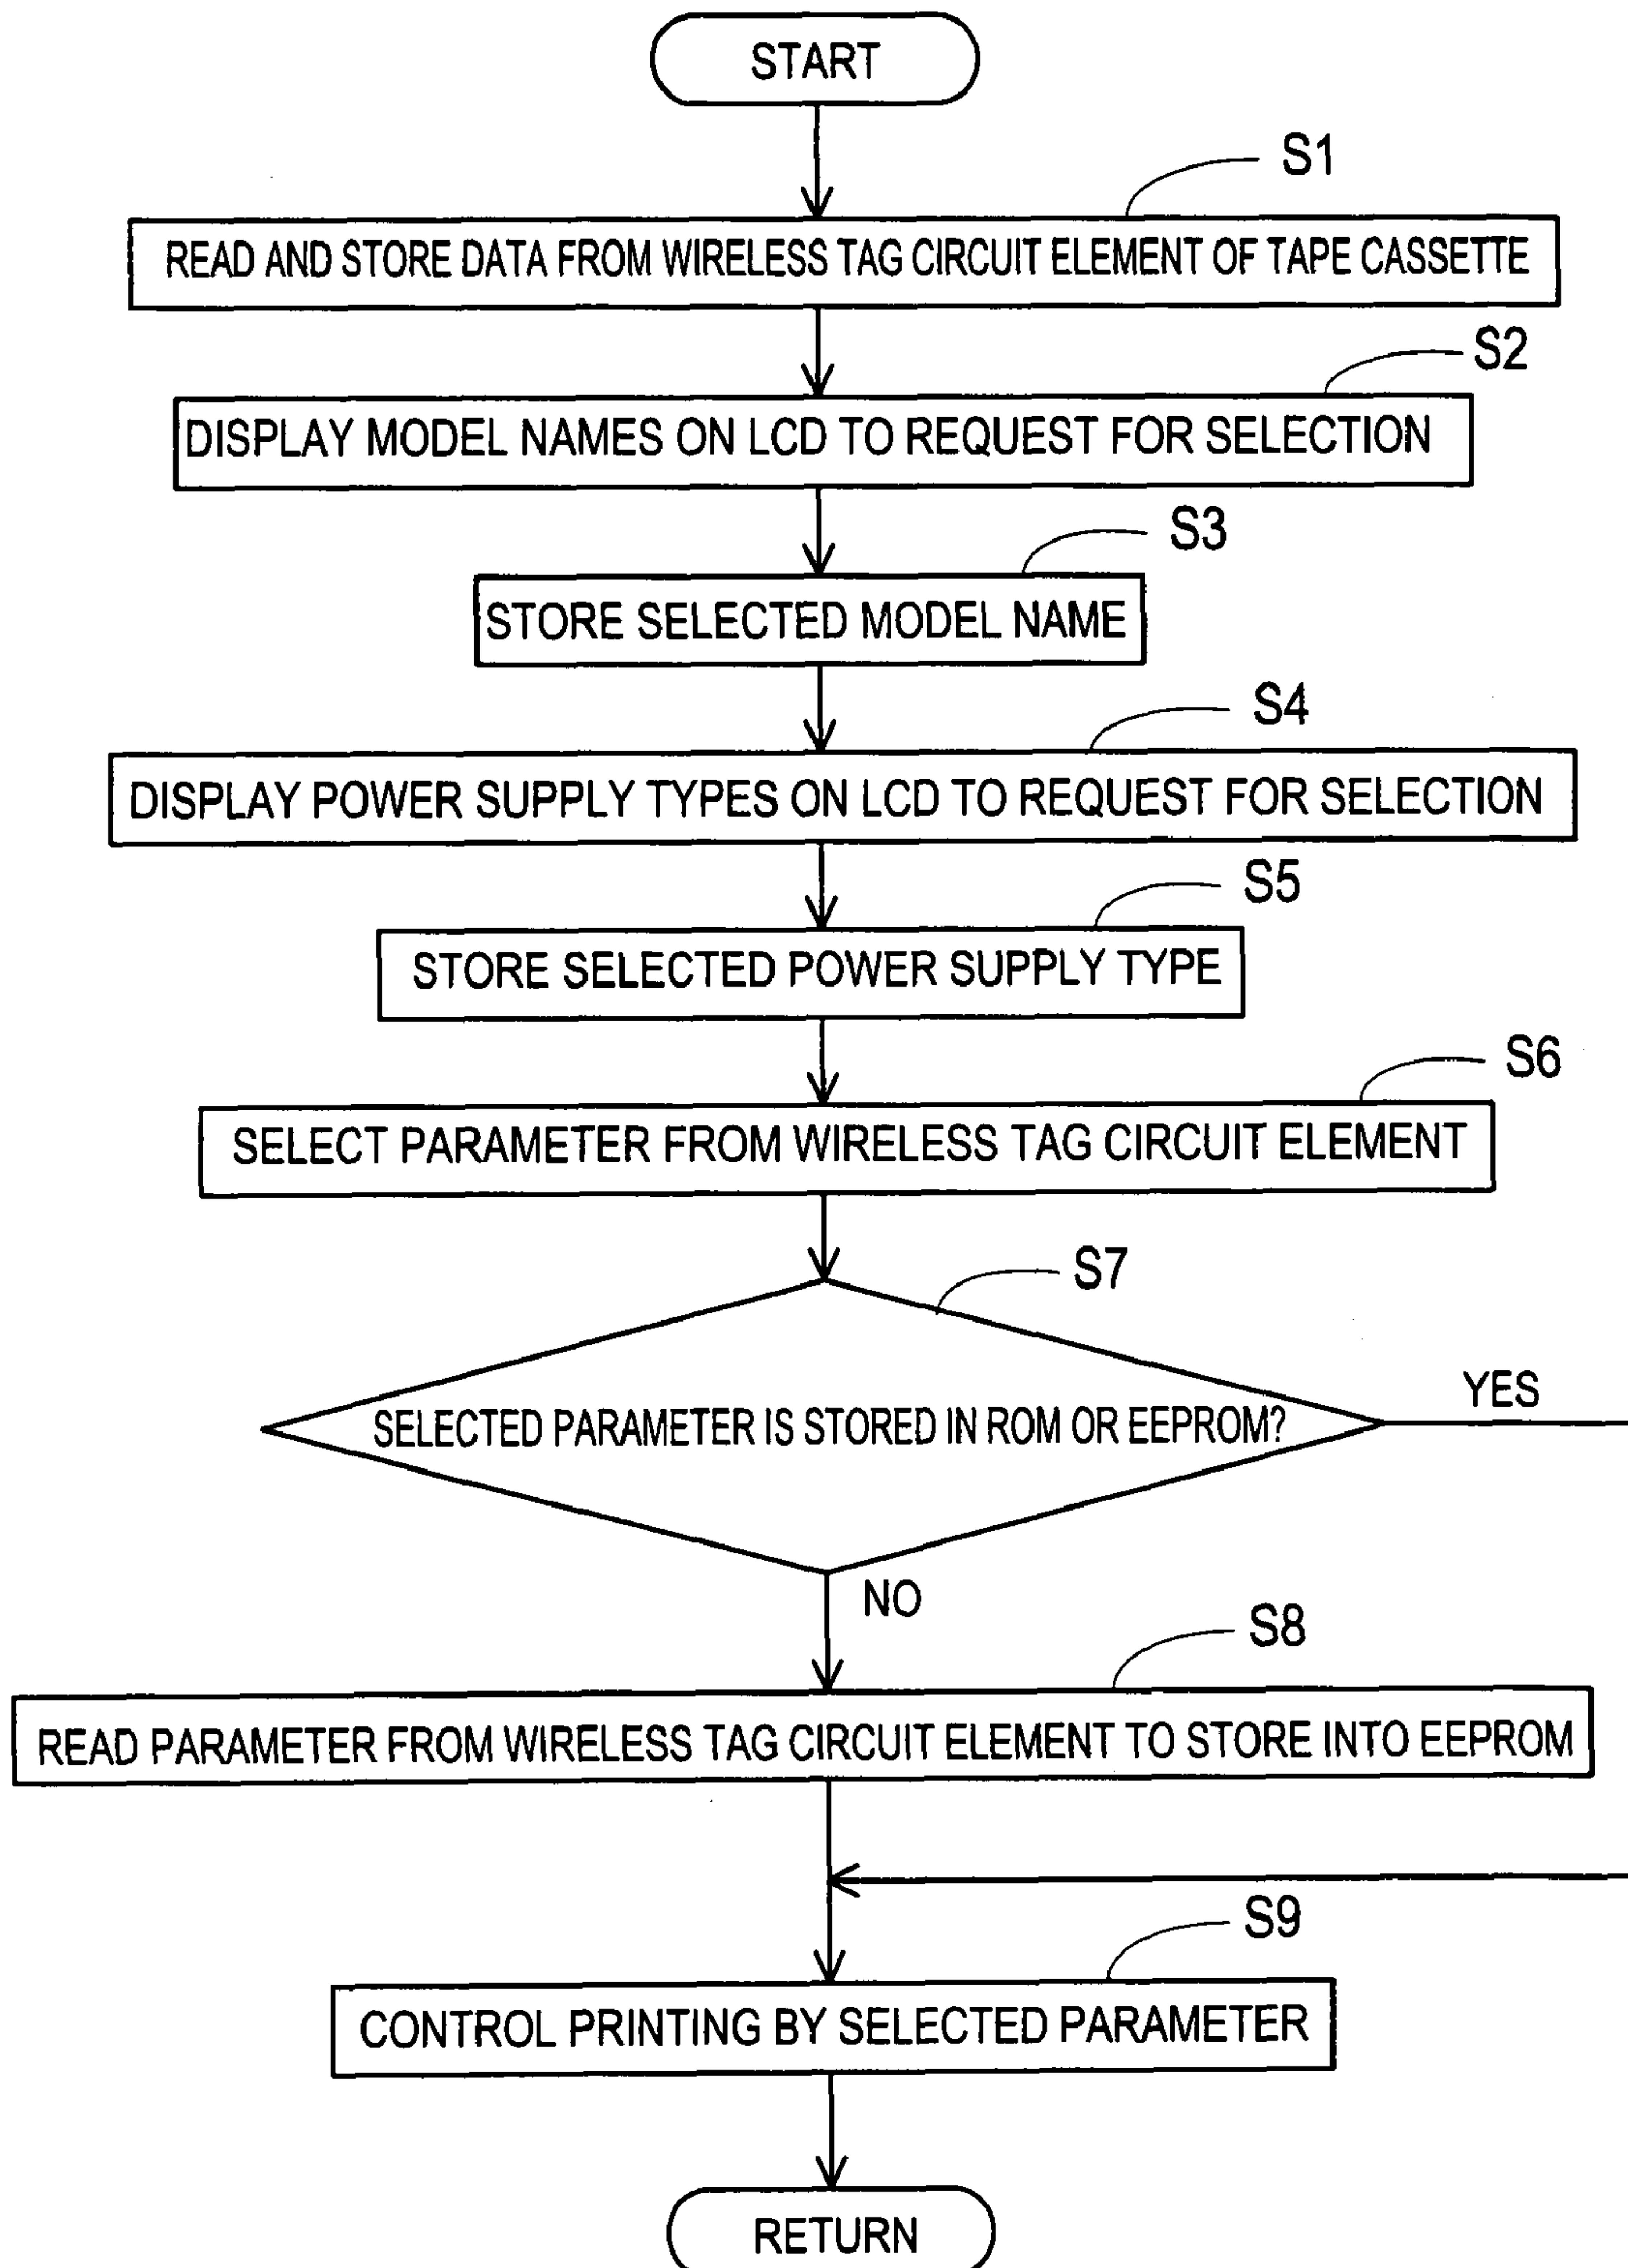 START
S1
READ AND STORE DATA FROM WIRELESS TAG CIRCUIT ELEMENT OF TAPE CASSETTE
S2
DISPLAY MODEL NAMES ON LCD TO REQUEST FOR SELECTION
S3
STORE SELECTED MODEL NAME
S4
DISPLAY POWER SUPPLY TYPES ON LCD TO REQUEST FOR SELECTION
S5
STORE SELECTED POWER SUPPLY TYPE
S6
SELECT PARAMETER FROM WIRELESS TAG CIRCUIT ELEMENT
S7
YES
SELECTED PARAMETER IS STORED IN ROM OR EEPROM?
NO
S8
READ PARAMETER FROM WIRELESS TAG CIRCUIT ELEMENT TO STORE INTO EEPROM
S9
CONTROL PRINTING BY SELECTED PARAMETER
RETURN